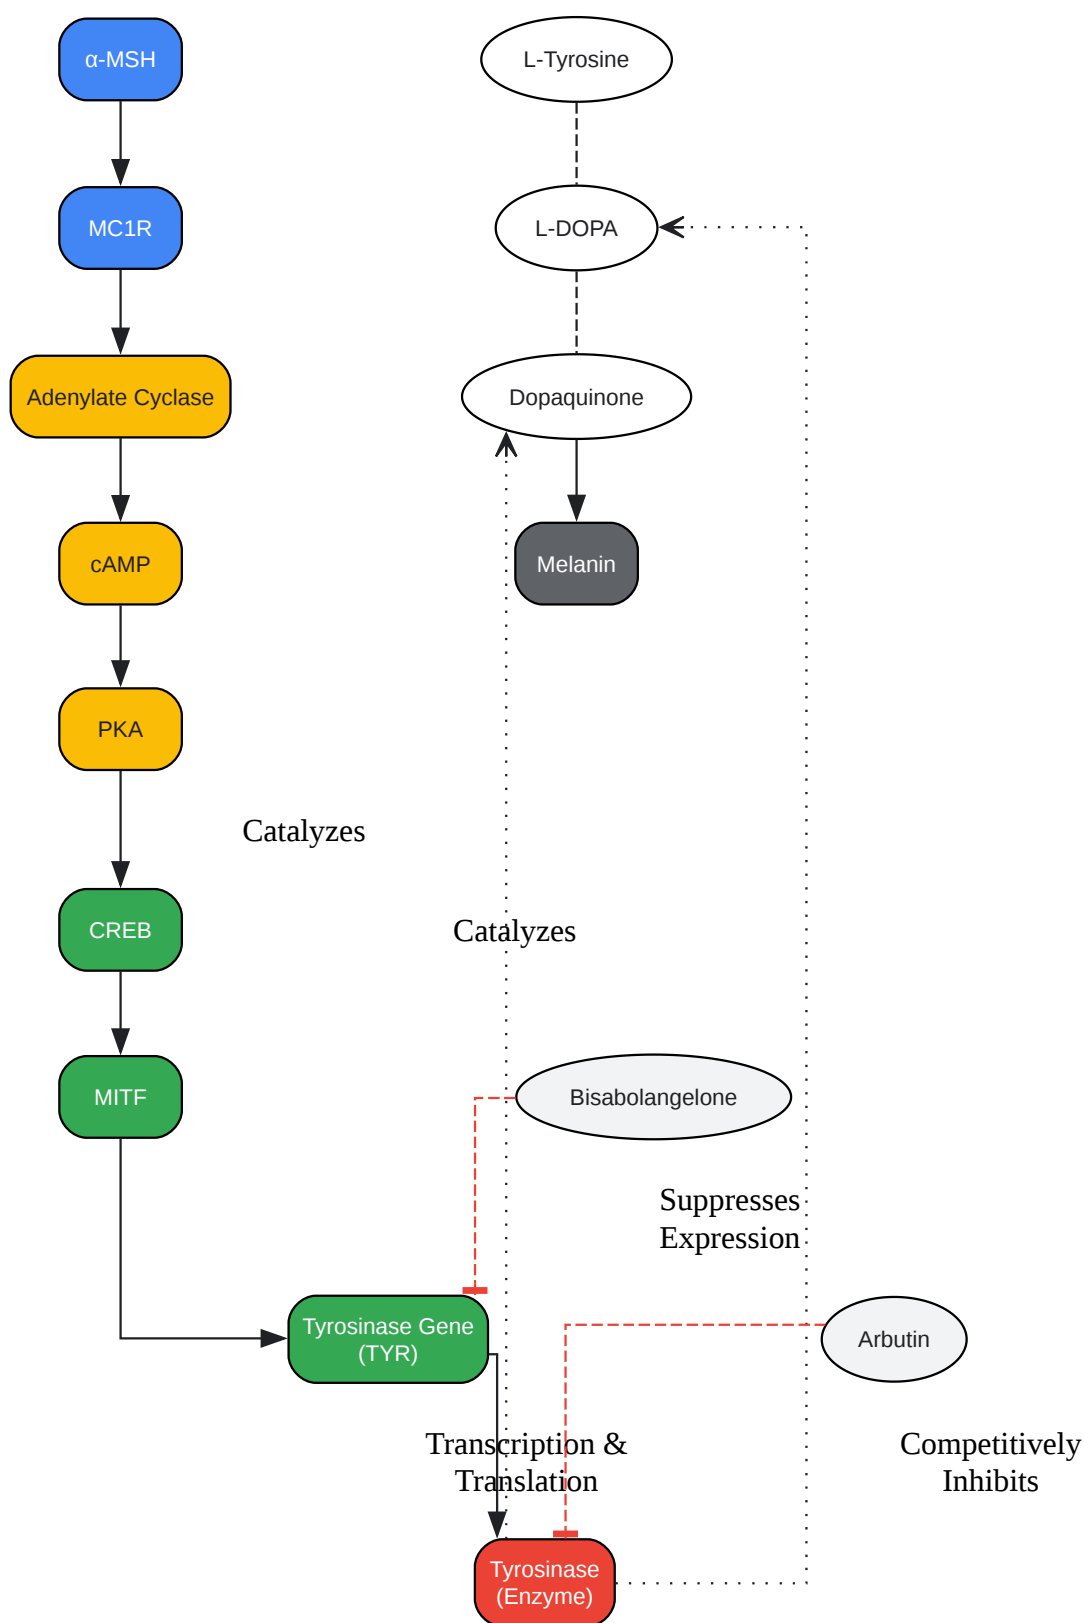 α-MSH
L-Tyrosine
MC1R
L-DOPA
Adenylate Cyclase
Dopaquinone
cAMP
Melanin
PKA
Catalyzes
CREB
Catalyzes
MITF
Bisabolangelone
Suppresses
Expression
Tyrosinase Gene
(TYR)
Arbutin
Transcription &
Translation
Competitively
Inhibits
Tyrosinase
(Enzyme)